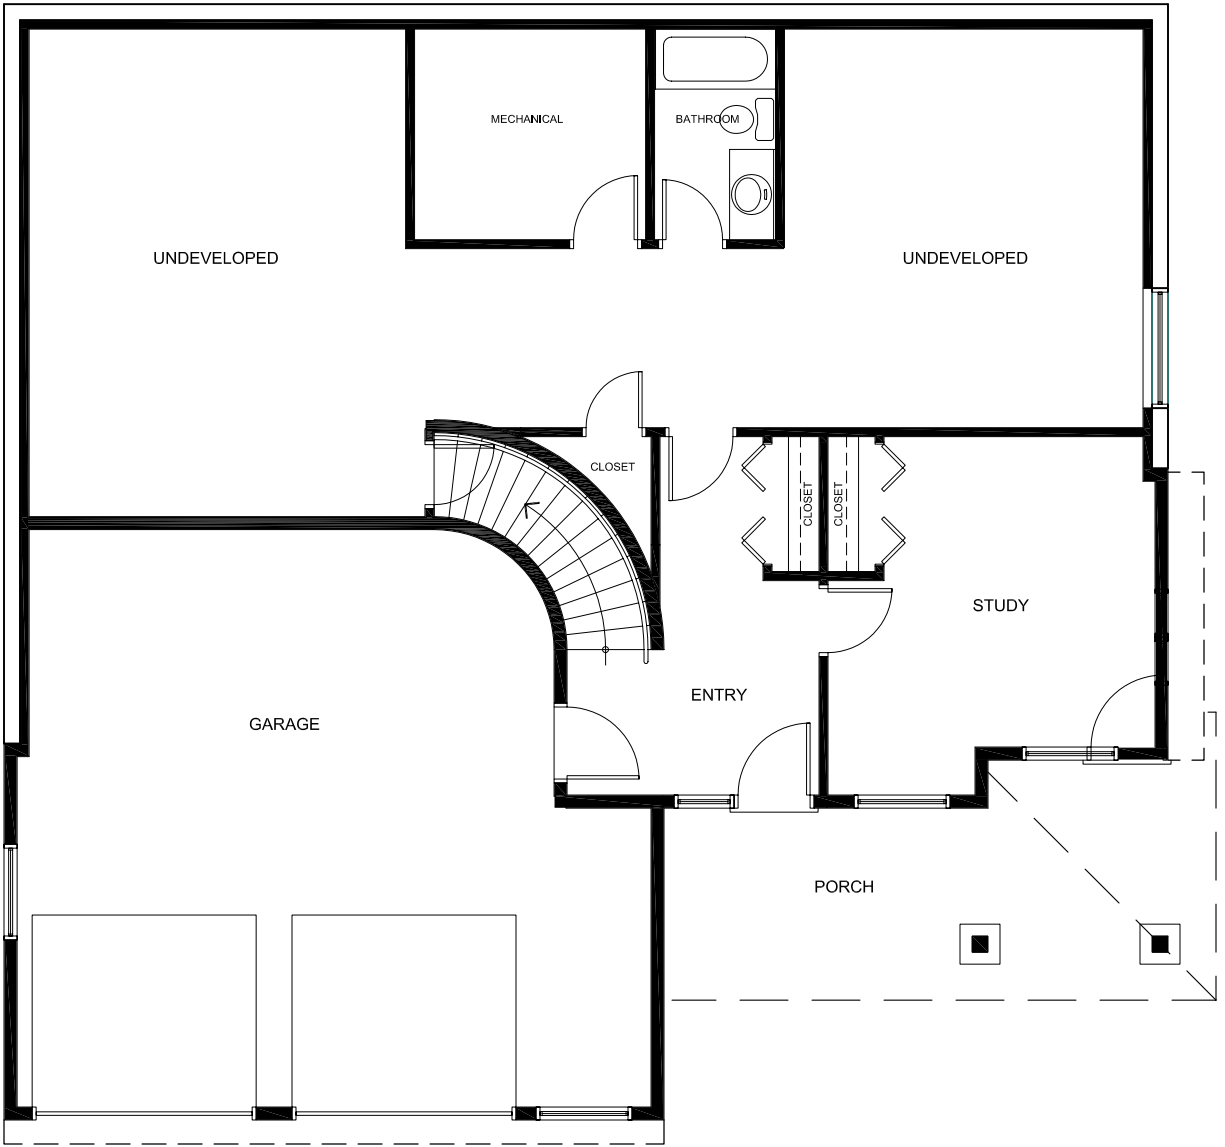 MECHANICAL
BATHROOM
UNDEVELOPED
UNDEVELOPED
CLOSET
CLOSET
CLOSET
STUDY
ENTRY
GARAGE
PORCH